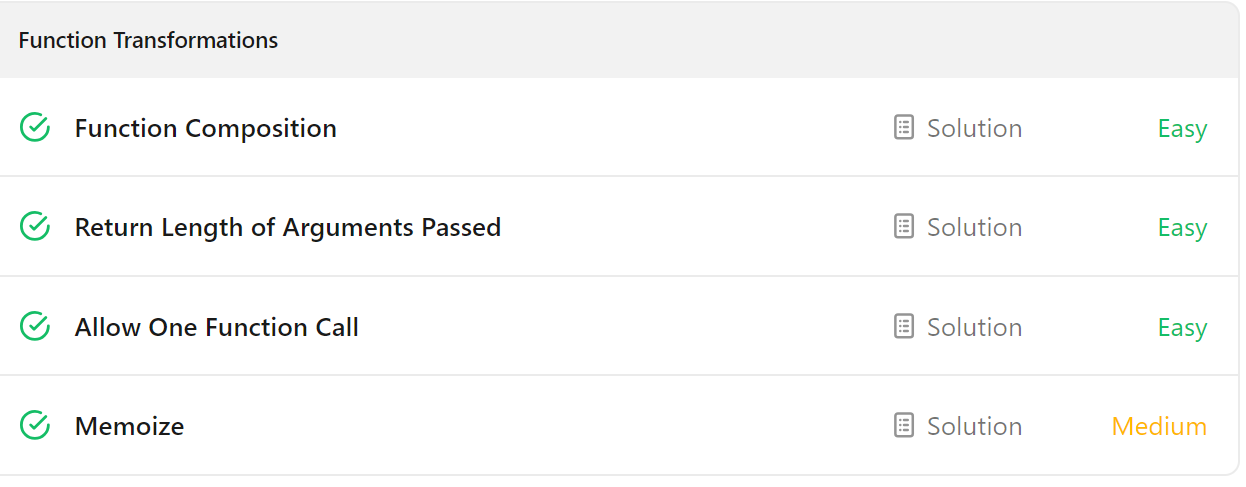 Function Transformations
Function Composition Solution Easy
Return Length of Arguments Passed Solution Easy
Allow One Function Call Solution Easy
Memoize Solution Medium